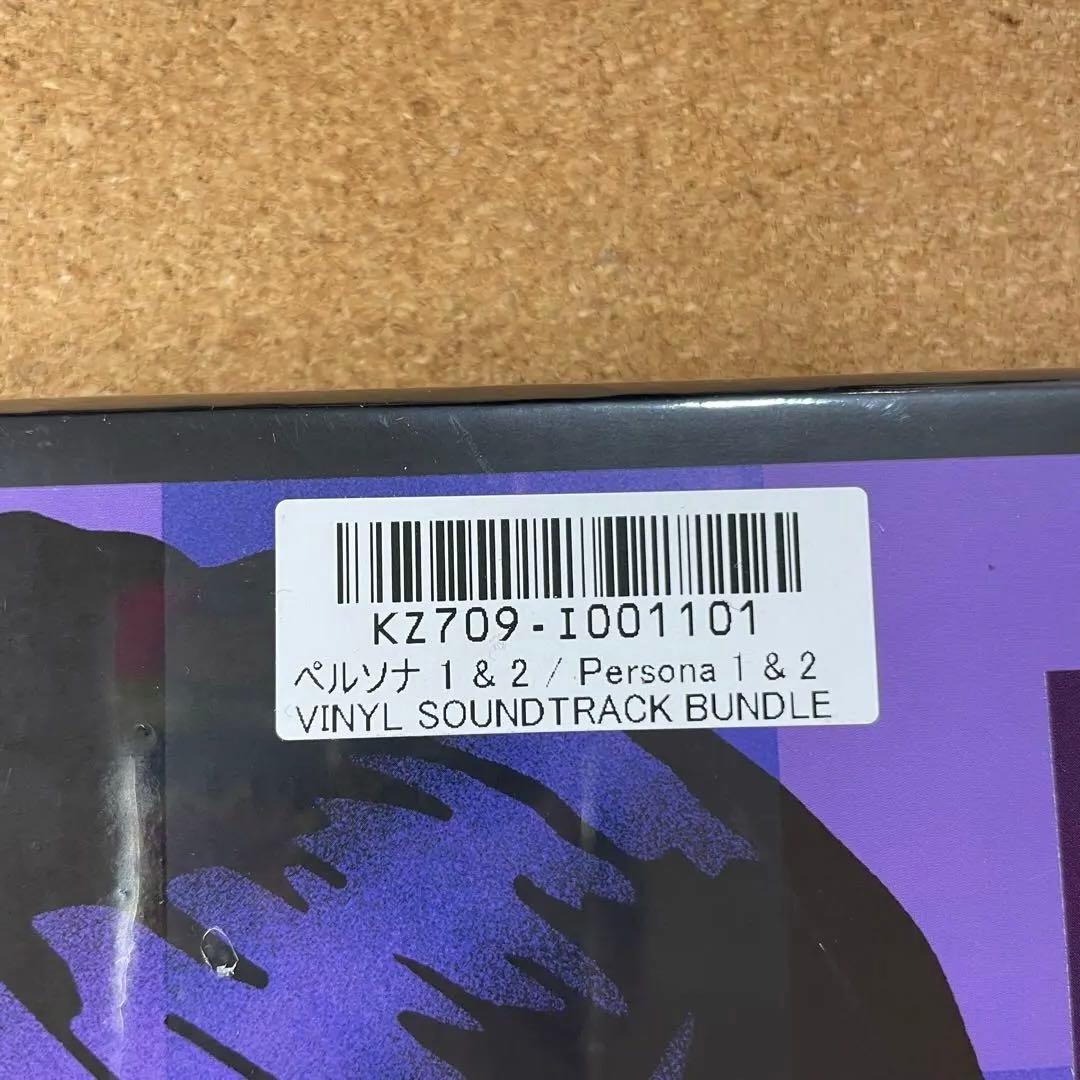 KZ709-I001101
ペルソナ 1 & 2 / Persona 1 & 2
VINYL SOUNDTRACK BUNDLE